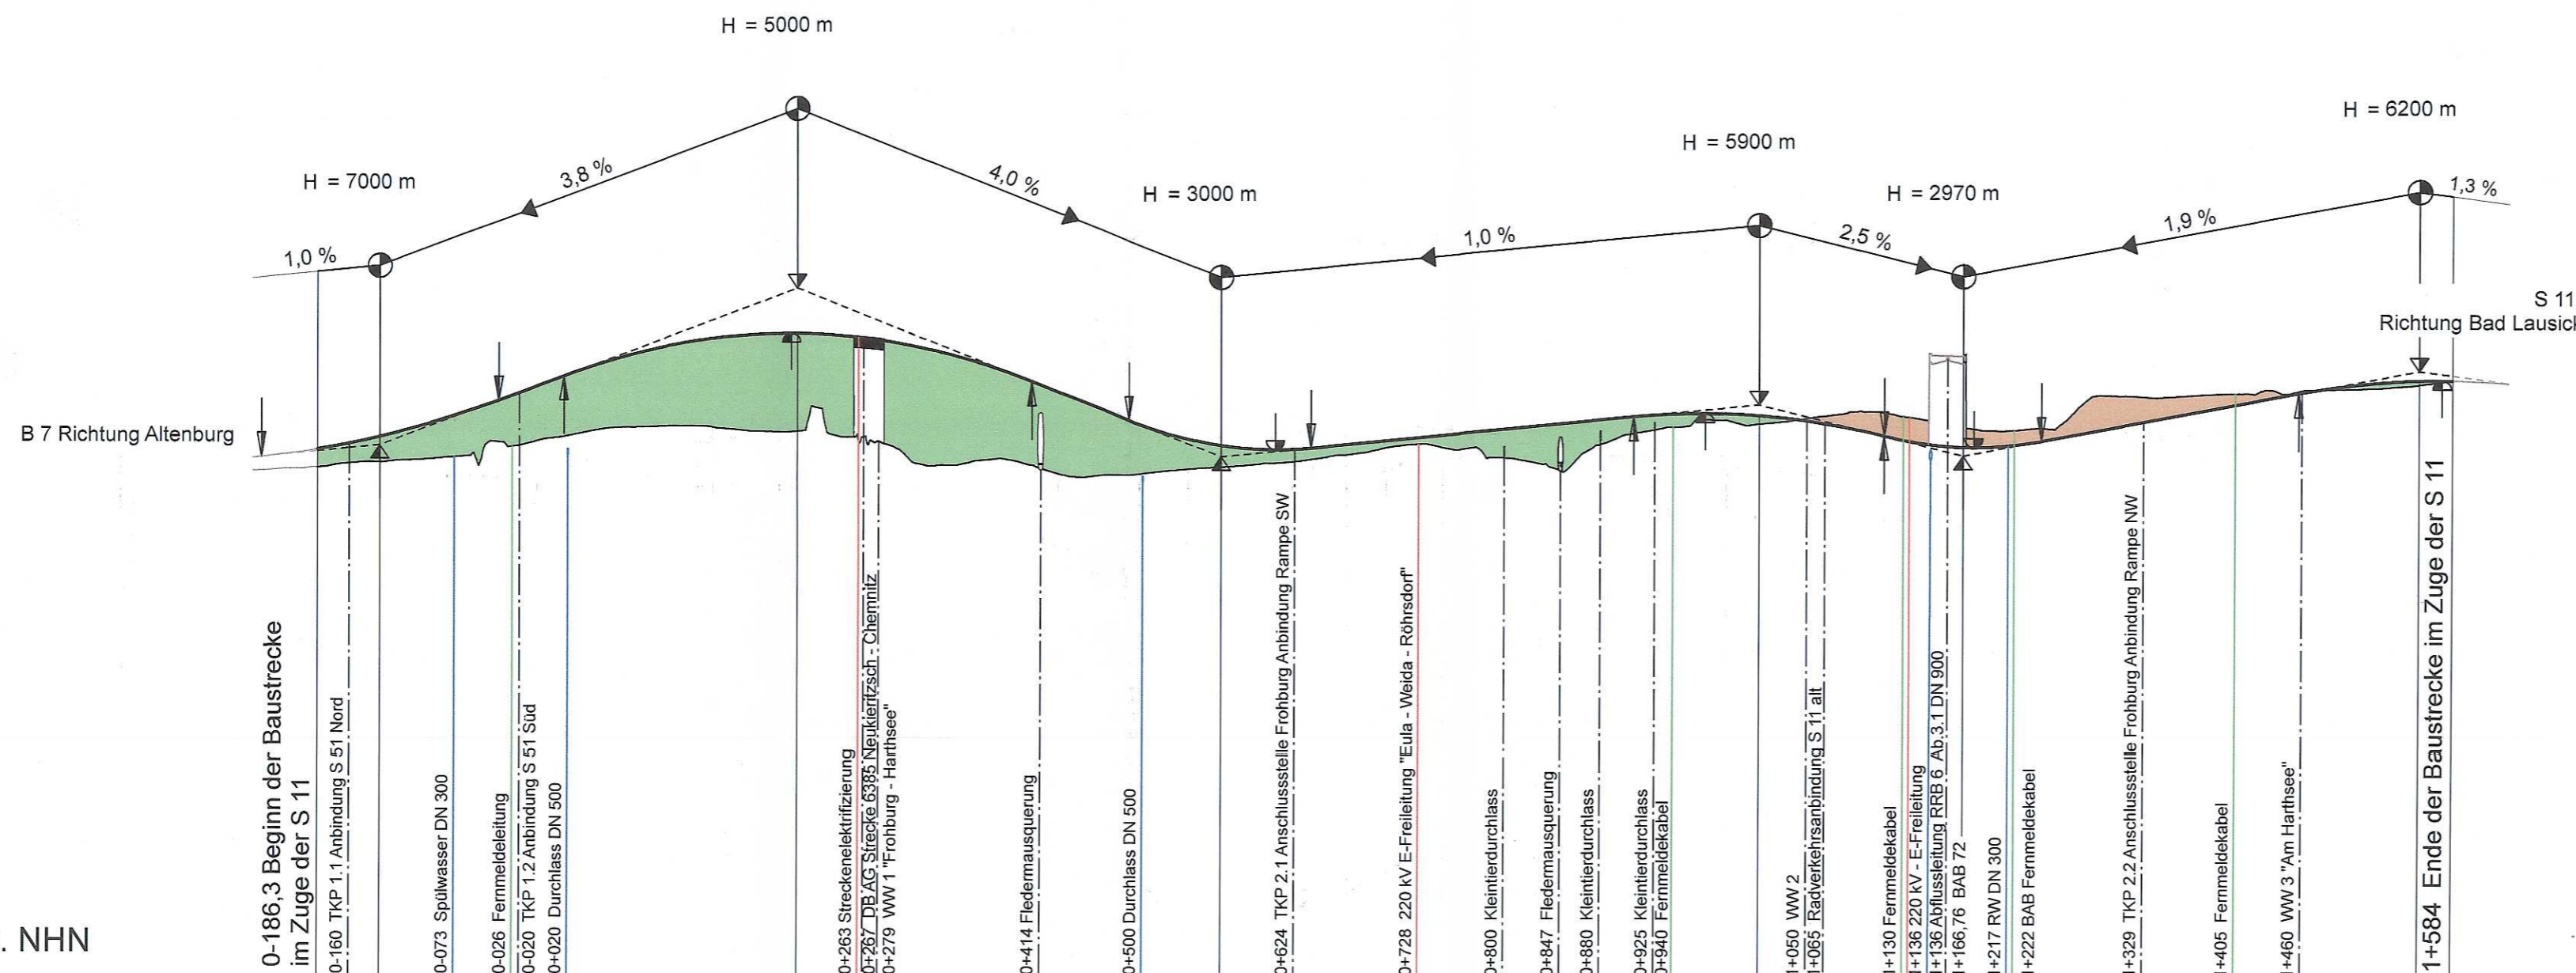 H = 5000 m
H = 6200 m
H = 5900 m
H = 7000 m
3,8 %
4,0 %
H = 3000 m
H = 2970 m
1,3 %
1,0 %
1,0 %
2,5 %
1,9 %
S 11
Richtung Bad Lausick
B 7 Richtung Altenburg
. NHN
0-186,3 Beginn der Baustrecke
im Zuge der S 11
0-160 TKP 1.1 Anbindung S 51 Nord
0-073 Spülwasser DN 300
0-026 Fernmeldeleitung
0-020 TKP 1.2 Anbindung S 51 Süd
0+020 Durchlass DN 500
0+263 Streckenelektrifizierung
0+267 DB AG Strecke 6385 Neukieritzsch - Chemnitz
0+279 WW 1 "Frohburg - Harthsee"
0+414 Fledermausquerung
0+500 Durchlass DN 500
0+624 TKP 2.1 Anschlussstelle Frohburg Anbindung Rampe SW
0+728 220 kV E-Freileitung "Eula - Weida - Röhrsdorf"
0+800 Kleintierdurchlass
0+847 Fledermausquerung
0+880 Kleintierdurchlass
0+925 Kleintierdurchlass
0+940 Fernmeldekabel
1+050 WW 2
1+065 Radverkehrsanbindung S 11 alt
1+130 Fernmeldekabel
1+136 220 kV - E-Freileitung
1+136 Abflussleitung RRB 6 Ab.3.1 DN 900
1+166,76 BAB 72
1+217 RW DN 300
1+222 BAB Fernmeldekabel
1+329 TKP 2.2 Anschlussstelle Frohburg Anbindung Rampe NW
1+405 Fernmeldekabel
1+460 WW 3 "Am Harthsee"
1+584 Ende der Baustrecke im Zuge der S 11